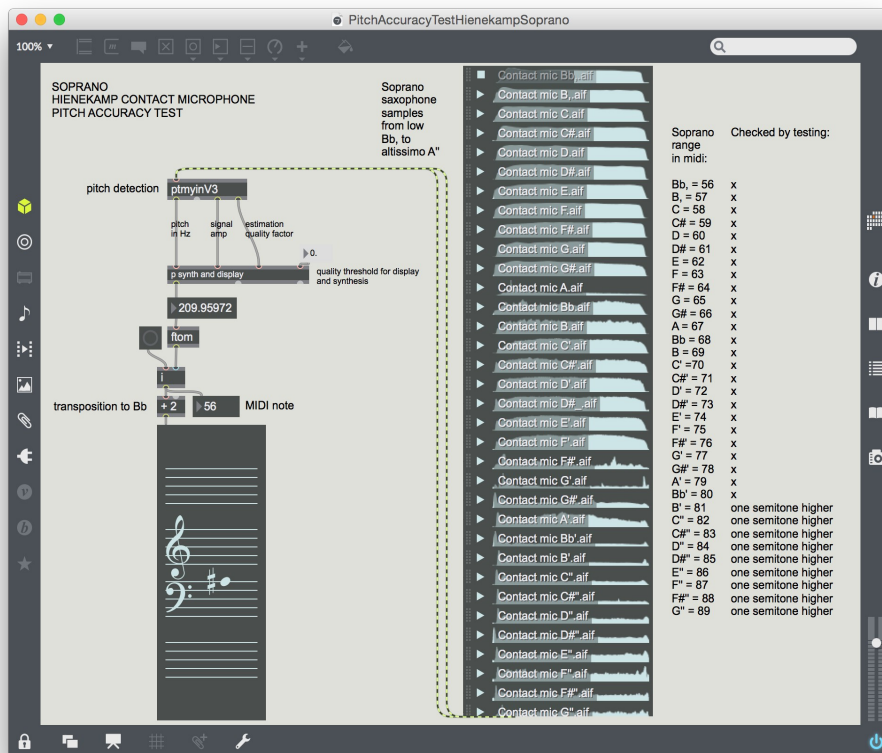 PitchAccuracyTestHienekampSoprano
100%
SOPRANO
HIENEKAMP CONTACT MICROPHONE
PITCH ACCURACY TEST
Soprano
saxophone
samples
from low
Bb, to
altissimo A"
pitch detection
ptmyinV3
pitch
in Hz
signal
amp
estimation
quality factor
0.
p synth and display
quality threshold for display
and synthesis
209.95972
ftom
i
transposition to Bb
+ 2
56
MIDI note
Contact mic Bb,.aif
Contact mic B,.aif
Contact mic C.aif
Contact mic C#.aif
Contact mic D.aif
Contact mic D#.aif
Contact mic E.aif
Contact mic F.aif
Contact mic F#.aif
Contact mic G.aif
Contact mic G#.aif
Contact mic A.aif
Contact mic Bb.aif
Contact mic B.aif
Contact mic C'.aif
Contact mic C#'.aif
Contact mic D'.aif
Contact mic D#_.aif
Contact mic E'.aif
Contact mic F'.aif
Contact mic F#'.aif
Contact mic G'.aif
Contact mic G#'.aif
Contact mic A'.aif
Contact mic Bb'.aif
Contact mic B'.aif
Contact mic C".aif
Contact mic C#".aif
Contact mic D".aif
Contact mic D#".aif
Contact mic E".aif
Contact mic F".aif
Contact mic F#".aif
Contact mic G".aif
Soprano
range
in midi:
Checked by testing:
Bb, = 56 x
B, = 57 x
C = 58 x
C# = 59 x
D = 60 x
D# = 61 x
E = 62 x
F = 63 x
F# = 64 x
G = 65 x
G# = 66 x
A = 67 x
Bb = 68 x
B = 69 x
C' =70 x
C#' = 71 x
D' = 72 x
D#' = 73 x
E' = 74 x
F' = 75 x
F#' = 76 x
G' = 77 x
G#' = 78 x
A' = 79 x
Bb' = 80 x
B' = 81 one semitone higher
C" = 82 one semitone higher
C#" = 83 one semitone higher
D" = 84 one semitone higher
D#" = 85 one semitone higher
E" = 86 one semitone higher
F" = 87 one semitone higher
F#" = 88 one semitone higher
G" = 89 one semitone higher